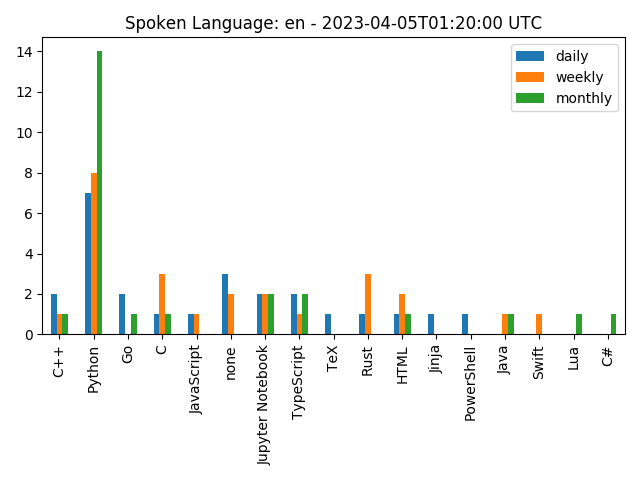 Spoken Language: en - 2023-04-05T01:20:00 UTC
daily
weekly
monthly
14
12
10
8
6
4
2
0
C++
Python
Go
C
JavaScript
none
Jupyter Notebook
TypeScript
TeX
Rust
HTML
Jinja
PowerShell
Java
Swift
Lua
C#